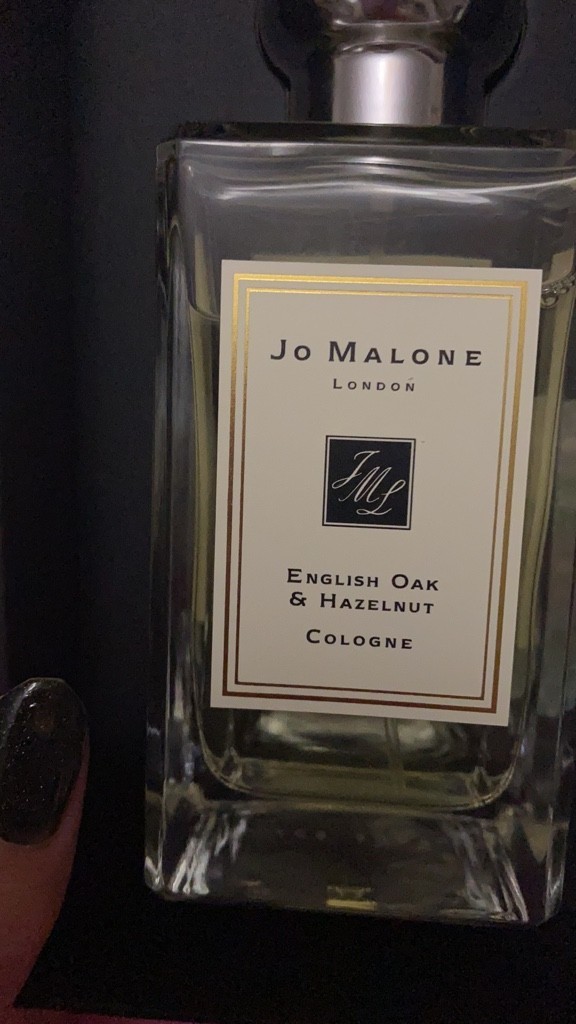 Jo Malone
London
JML
English Oak
& Hazelnut
Cologne